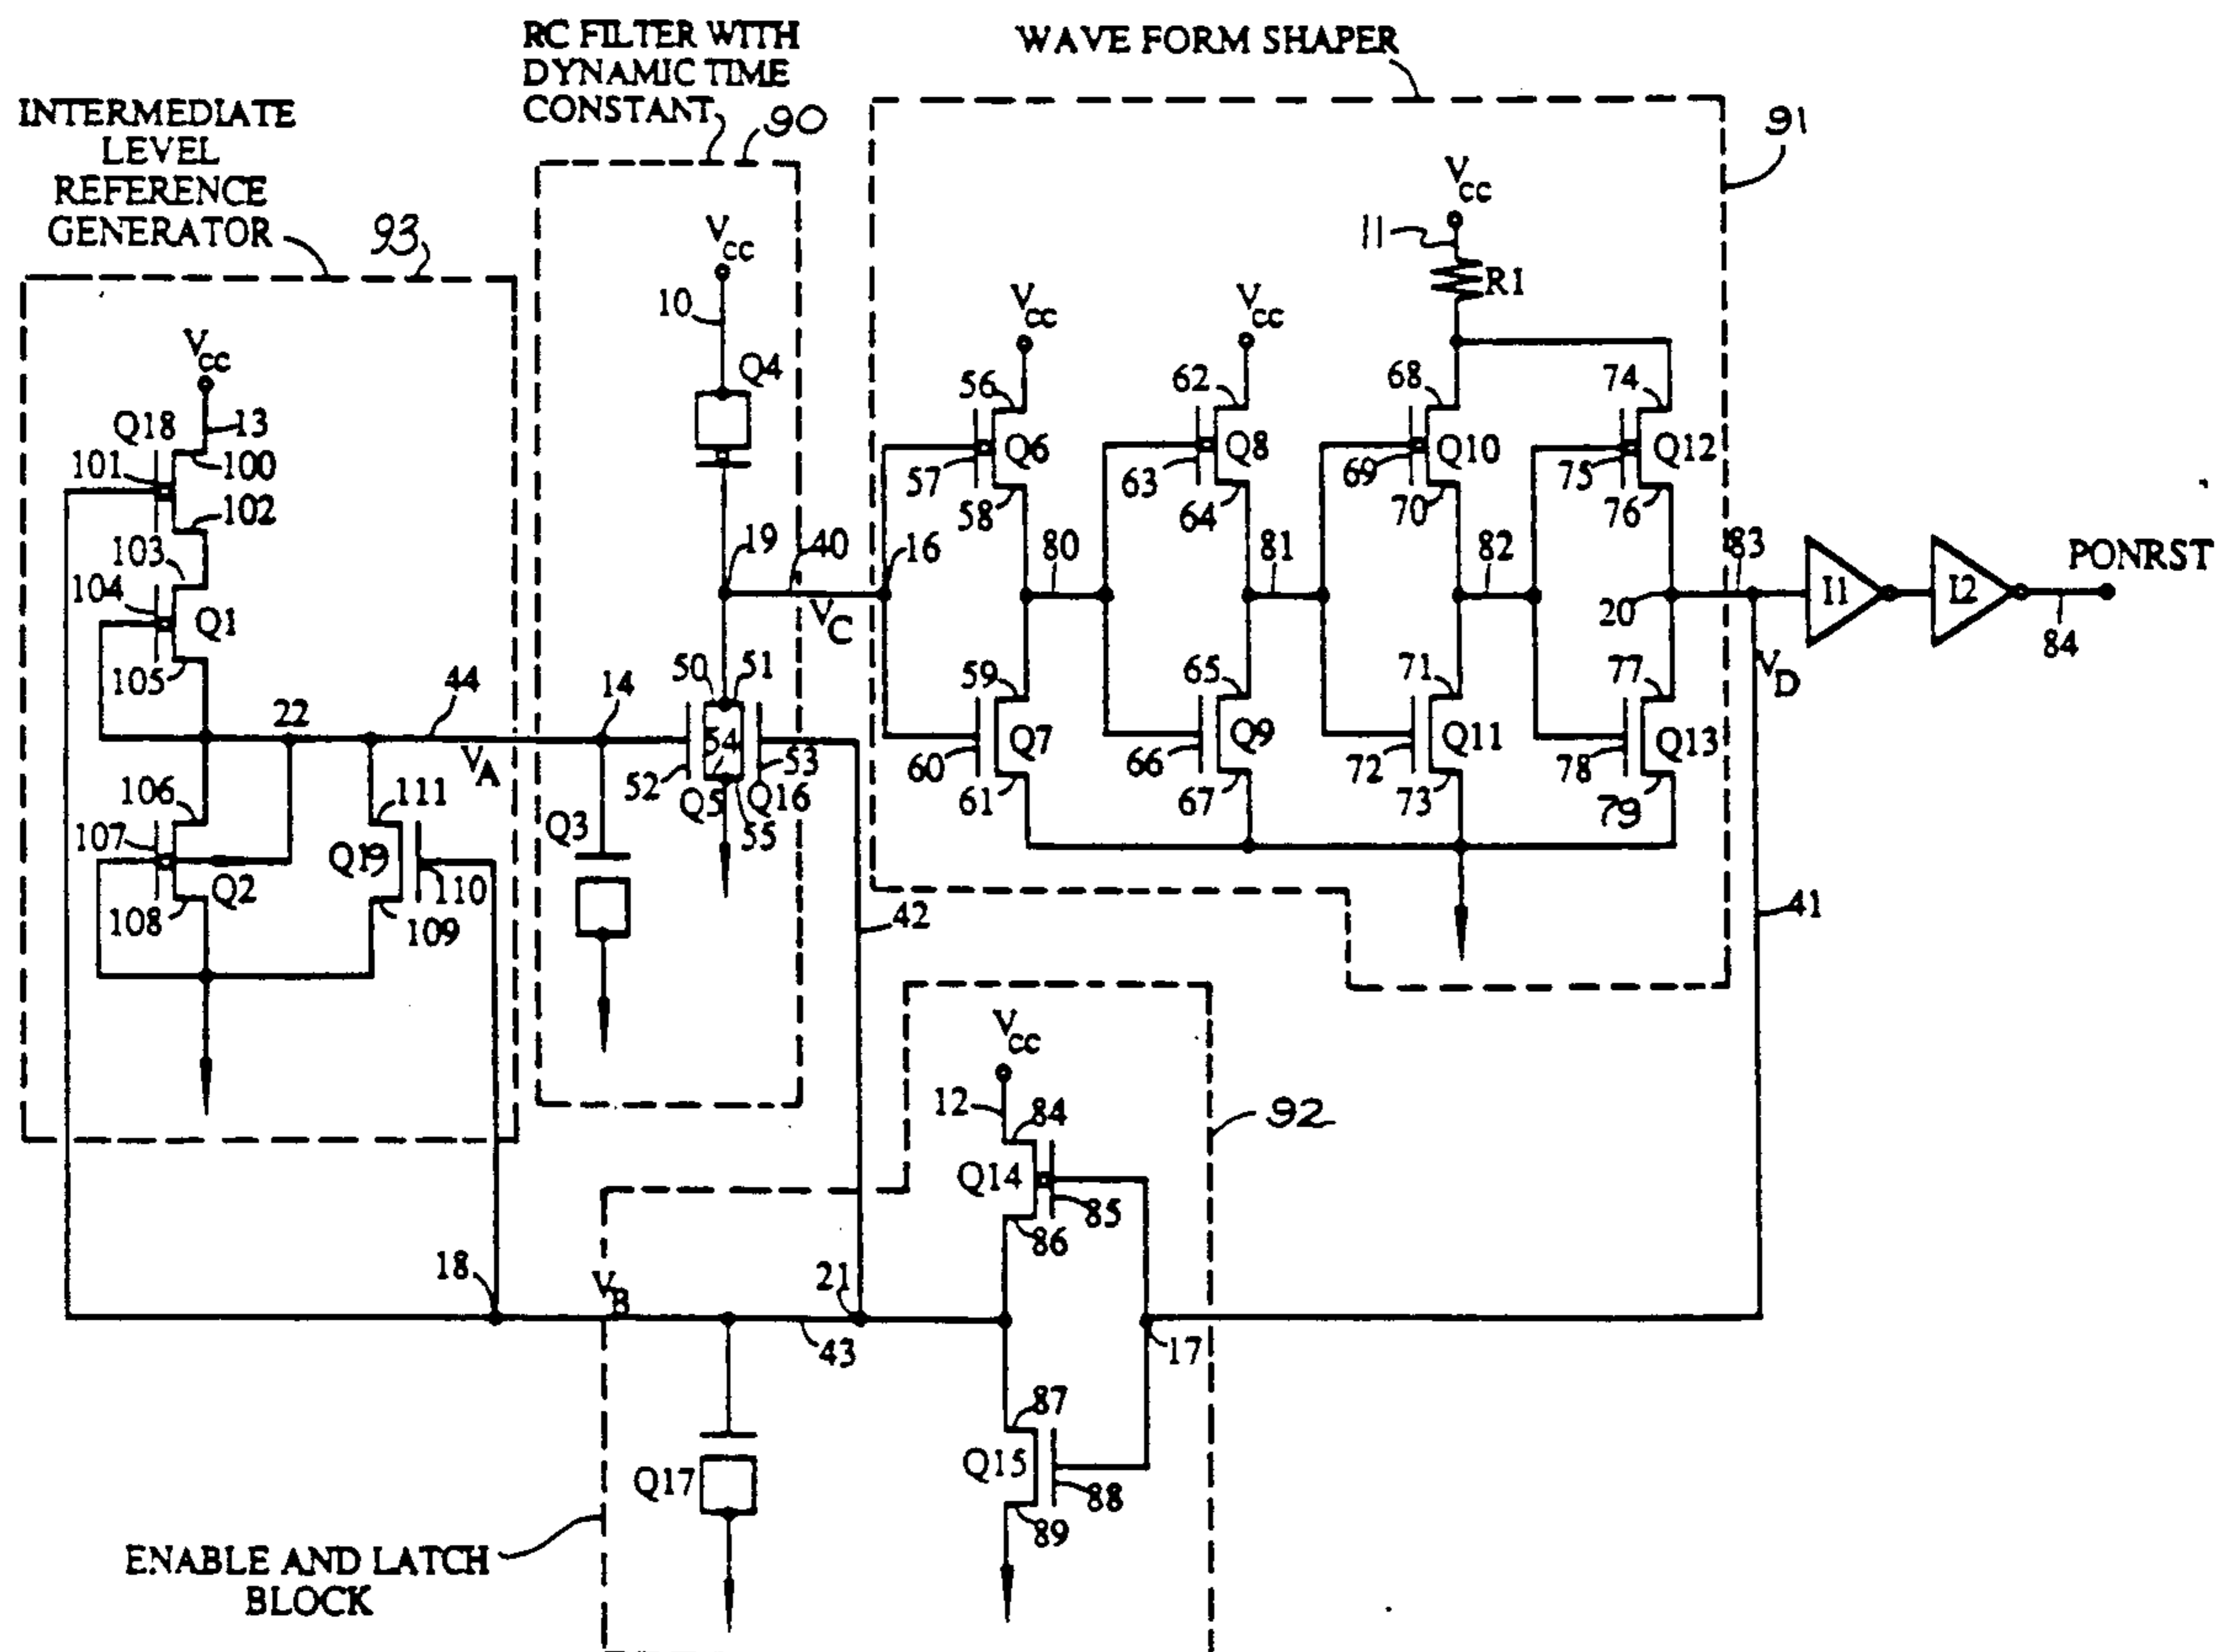 RC FILTER WITH
DYNAMIC TIME
CONSTANT
90
WAVE FORM SHAPER
91
INTERMEDIATE
LEVEL
REFERENCE
GENERATOR
93
VCC
Q18
13
101
100
102
103
104
Q1
105
22
44
VA
106
107
Q2
108
111
Q19
110
109
VCC
10
Q4
19
40
VC
14
50
51
54
52
53
Q5
Q16
55
Q3
42
16
VCC
56
Q6
57
58
80
59
Q7
60
61
VCC
62
Q8
63
64
81
65
Q9
66
67
VCC
11
R1
68
Q10
69
70
82
71
Q11
72
73
74
Q12
75
76
20
77
Q13
78
79
83
VD
I1
I2
PONRST
84
41
VCC
12
84
Q14
85
86
92
18
VB
21
43
17
87
Q15
88
89
Q17
ENABLE AND LATCH
BLOCK